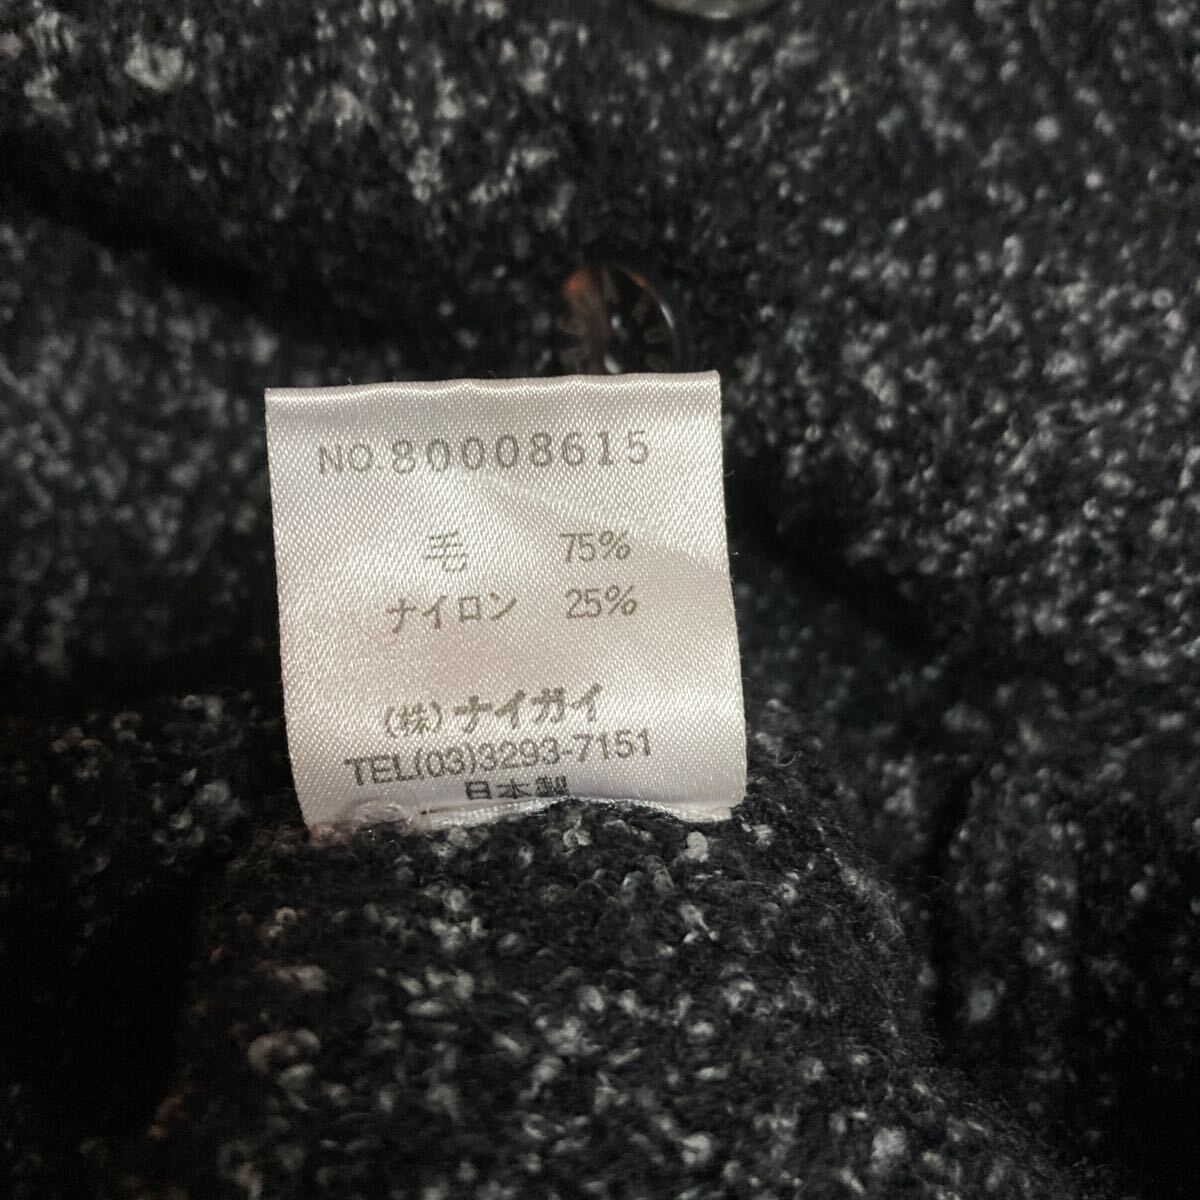 NO.80008615
毛 75%
ナイロン 25%
(株)ナイガイ
TEL(03)3293-7151
日本製